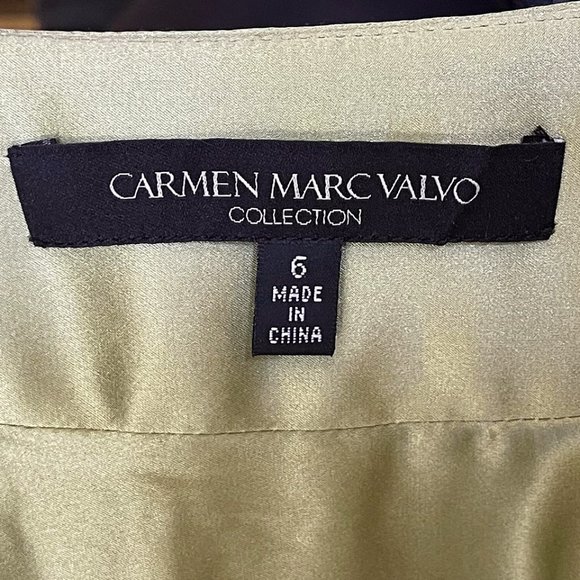 CARMEN MARC VALVO
COLLECTION
6
MADE
IN
CHINA